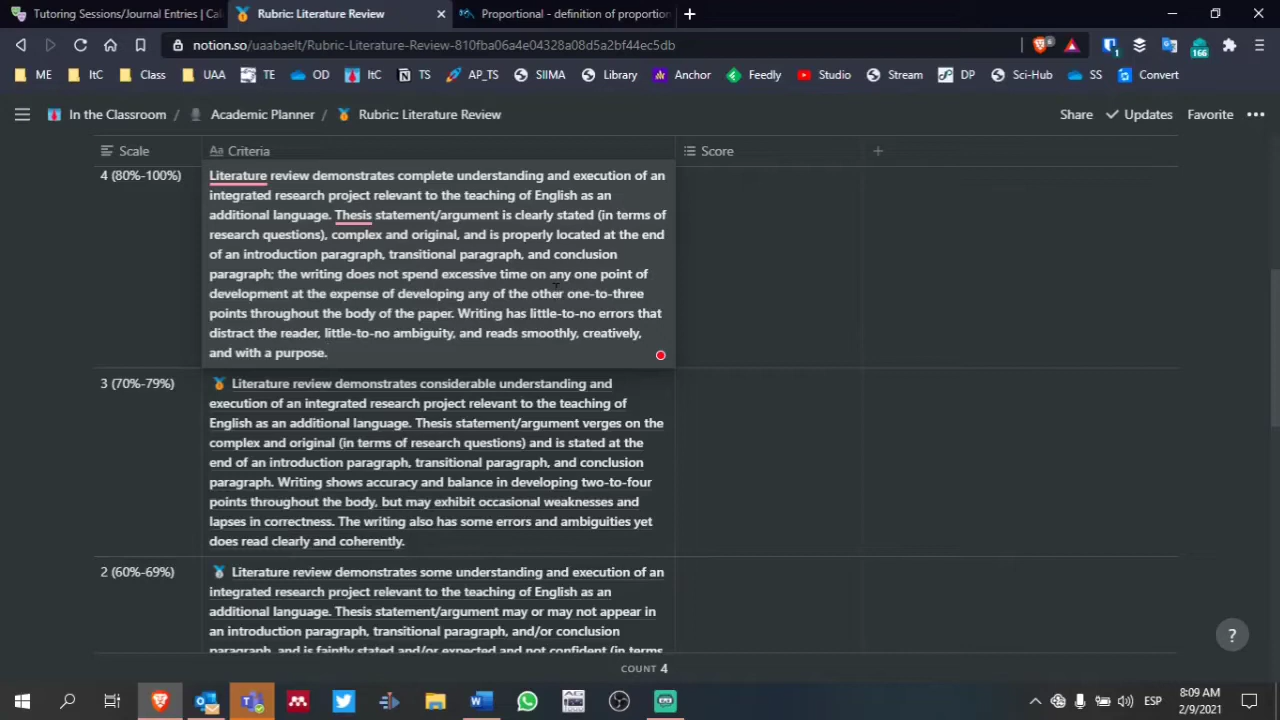 Tutoring Sessions/Journal Entries | Ca
Rubric: Literature Review
Proportional - definition of proportion
notion.so/uaabaelt/Rubric-Literature-Review-810fba06a4e04328a08d5a2bf44ec5db
ME
ItC
Class
UAA
TE
OD
ItC
TS
AP_TS
SIIMA
Library
Anchor
Feedly
Studio
Stream
DP
Sci-Hub
SS
Convert
In the Classroom / Academic Planner / Rubric: Literature Review
Share
Updates
Favorite
Scale
Aa Criteria
Score
4 (80%-100%)
Literature review demonstrates complete understanding and execution of an
integrated research project relevant to the teaching of English as an
additional language. Thesis statement/argument is clearly stated (in terms of
research questions), complex and original, and is properly located at the end
of an introduction paragraph, transitional paragraph, and conclusion
paragraph; the writing does not spend excessive time on any one point of
development at the expense of developing any of the other one-to-three
points throughout the body of the paper. Writing has little-to-no errors that
distract the reader, little-to-no ambiguity, and reads smoothly, creatively,
and with a purpose.
3 (70%-79%)
Literature review demonstrates considerable understanding and
execution of an integrated research project relevant to the teaching of
English as an additional language. Thesis statement/argument verges on the
complex and original (in terms of research questions) and is stated at the
end of an introduction paragraph, transitional paragraph, and conclusion
paragraph. Writing shows accuracy and balance in developing two-to-four
points throughout the body, but may exhibit occasional weaknesses and
lapses in correctness. The writing also has some errors and ambiguities yet
does read clearly and coherently.
2 (60%-69%)
Literature review demonstrates some understanding and execution of an
integrated research project relevant to the teaching of English as an
additional language. Thesis statement/argument may or may not appear in
an introduction paragraph, transitional paragraph, and/or conclusion
paragraph, and is faintly stated and/or expected and not confident (in terms
COUNT 4
?
ESP
8:09 AM
2/9/2021